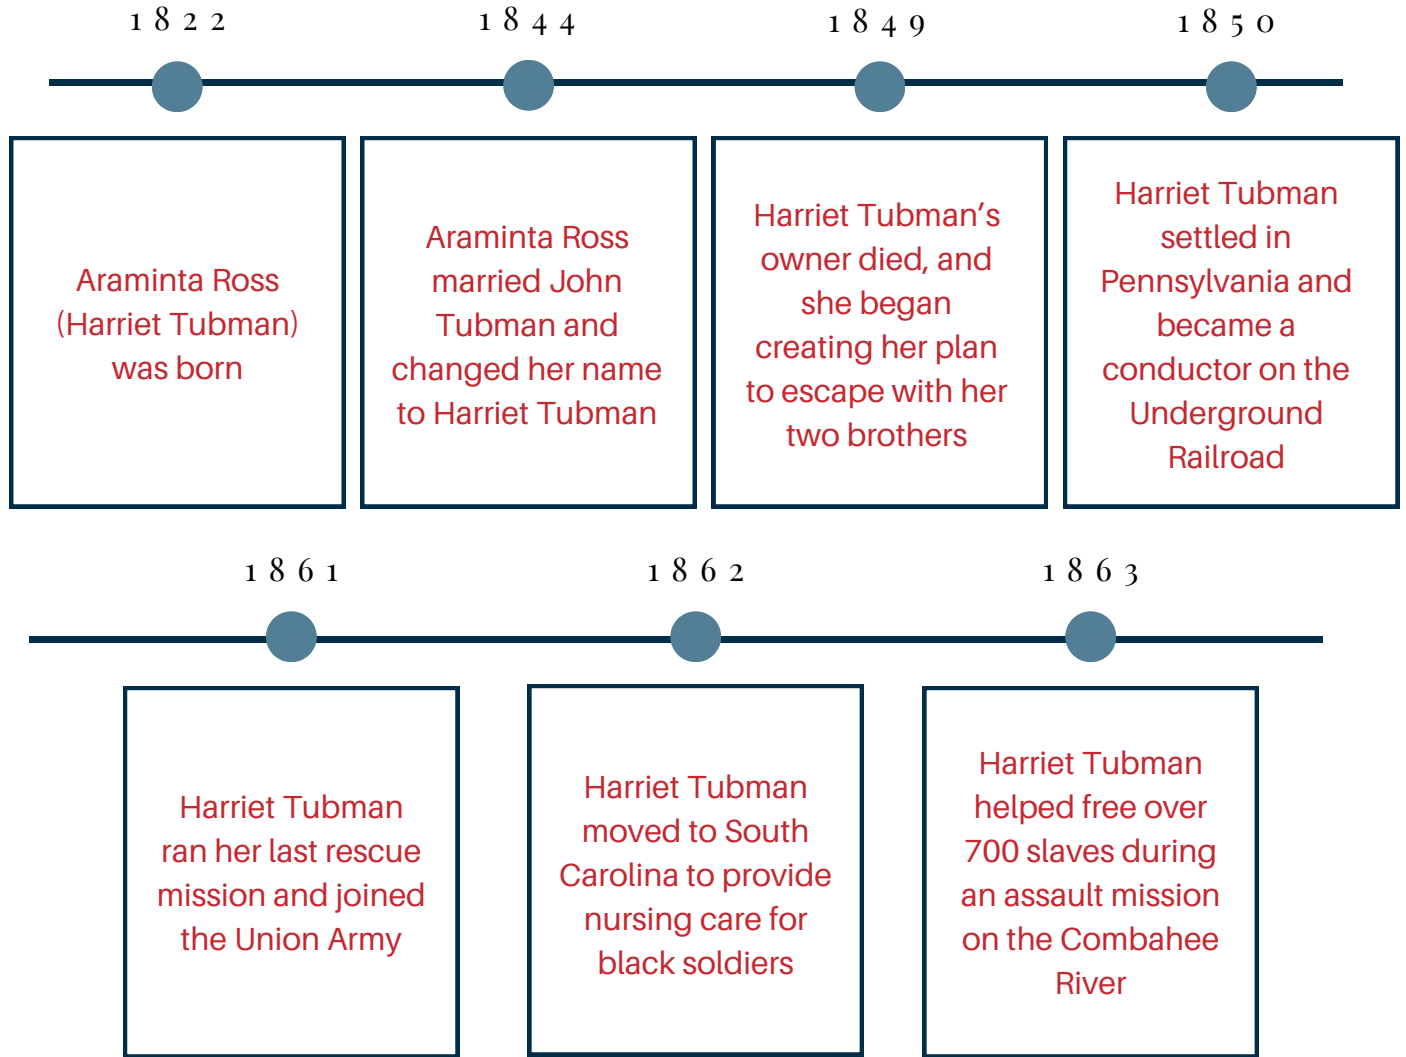 1822
1844
1849
1850
Araminta Ross
(Harriet Tubman)
was born
Araminta Ross
married John
Tubman and
changed her name
to Harriet Tubman
Harriet Tubman’s
owner died, and
she began
creating her plan
to escape with her
two brothers
Harriet Tubman
settled in
Pennsylvania and
became a
conductor on the
Underground
Railroad
1861
1862
1863
Harriet Tubman
ran her last rescue
mission and joined
the Union Army
Harriet Tubman
moved to South
Carolina to provide
nursing care for
black soldiers
Harriet Tubman
helped free over
700 slaves during
an assault mission
on the Combahee
River